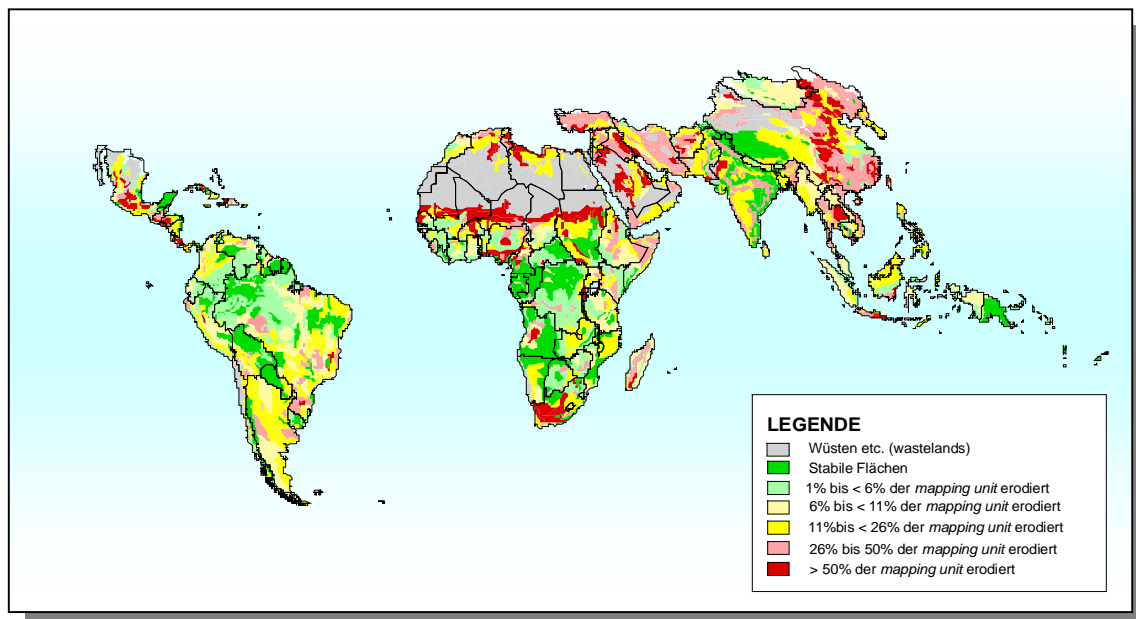 LEGENDE
Wüsten etc. (wastelands)
Stabile Flächen
1% bis < 6% der mapping unit erodiert
6% bis < 11% der mapping unit erodiert
11%bis < 26% der mapping unit erodiert
26% bis 50% der mapping unit erodiert
> 50% der mapping unit erodiert